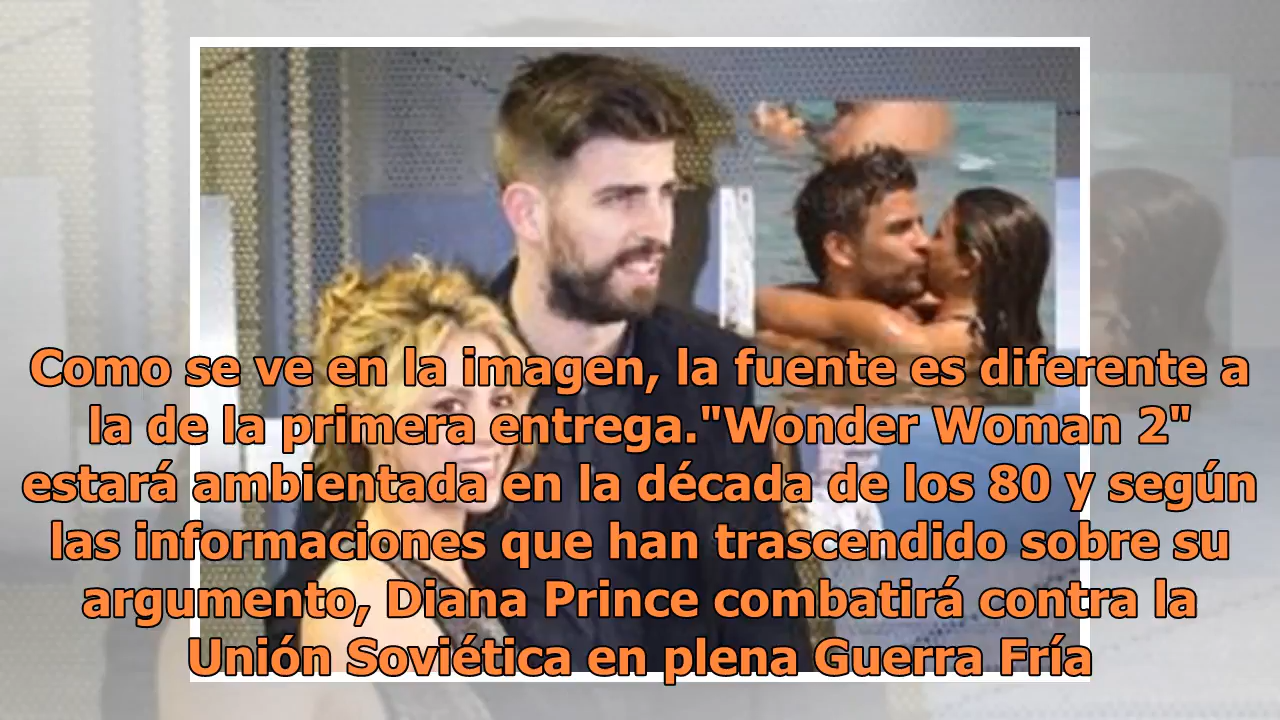 Como se ve en la imagen, la fuente es diferente a
la de la primera entrega."Wonder Woman 2"
estará ambientada en la década de los 80 y según
las informaciones que han trascendido sobre su
argumento, Diana Prince combatirá contra la
Unión Soviética en plena Guerra Fría